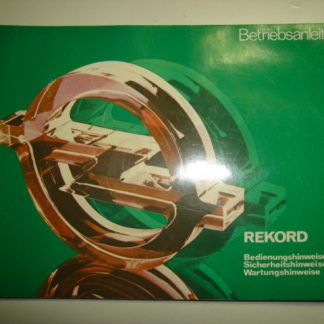 Betriebsanleit
REKORD
Bedienungshinweise
Sicherheitshinweise
Wartungshinweise